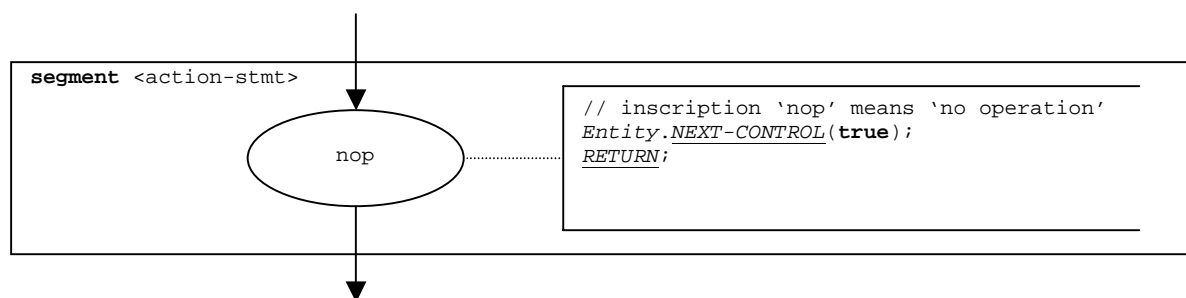 segment <action-stmt>
nop
// inscription ‘nop’ means ‘no operation’
Entity.NEXT-CONTROL(true);
RETURN;